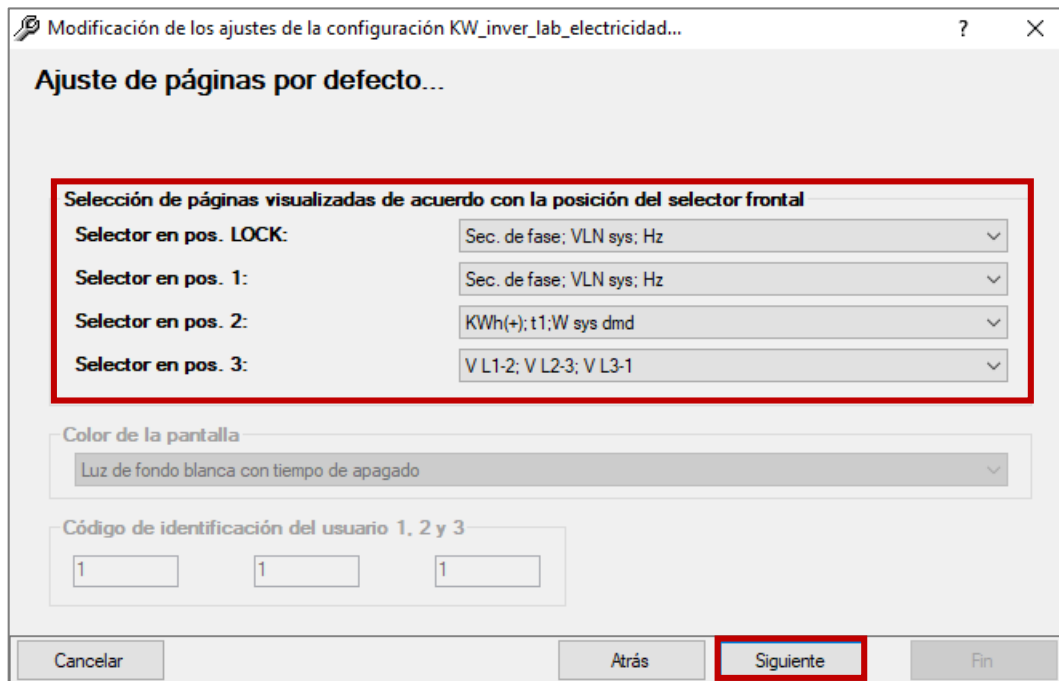 Modificación de los ajustes de la configuración KW_inver_lab_electricidad... ?
Ajuste de páginas por defecto...
Selección de páginas visualizadas de acuerdo con la posición del selector frontal
Selector en pos. LOCK: Sec. de fase; VLN sys; Hz
Selector en pos. 1: Sec. de fase; VLN sys; Hz
Selector en pos. 2: KWh(+); t1;W sys dmd
Selector en pos. 3: V L1-2; V L2-3; V L3-1
Color de la pantalla
Luz de fondo blanca con tiempo de apagado
Código de identificación del usuario 1, 2 y 3
1 1 1
Cancelar Atrás Siguiente Fin